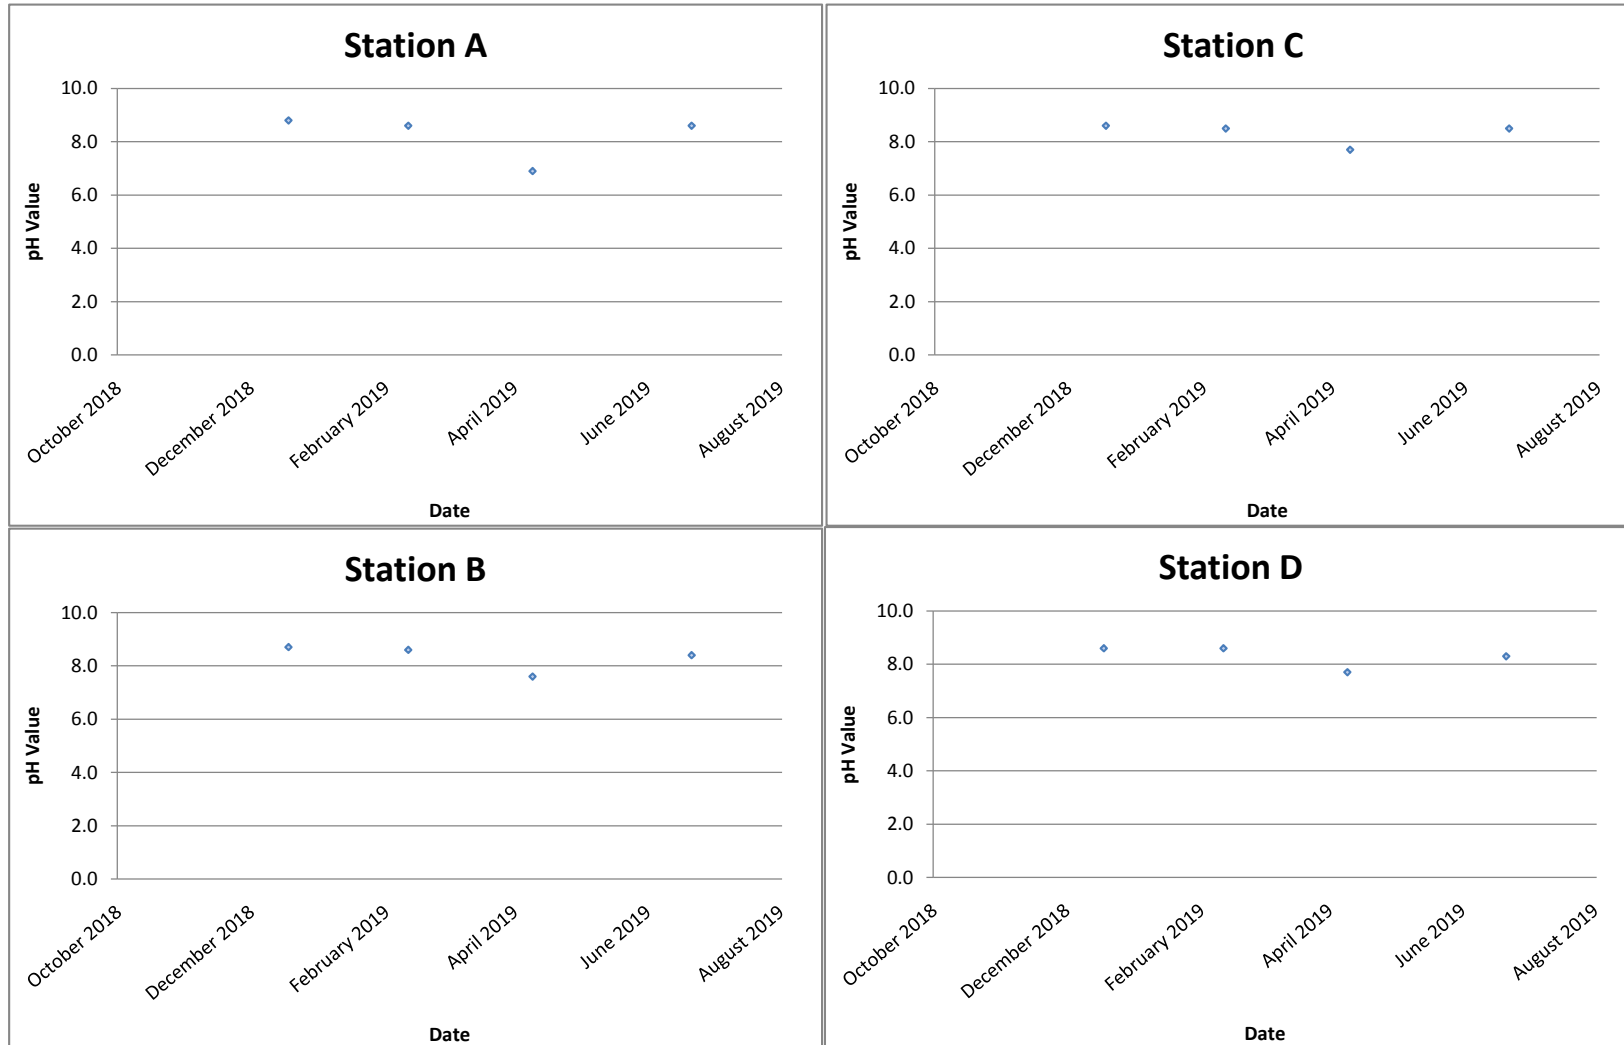 Station A
10.0
8.0
6.0
4.0
2.0
0.0
pH Value
October 2018
December 2018
February 2019
April 2019
June 2019
August 2019
Date
Station C
10.0
8.0
6.0
4.0
2.0
0.0
pH Value
October 2018
December 2018
February 2019
April 2019
June 2019
August 2019
Date
Station B
10.0
8.0
6.0
4.0
2.0
0.0
pH Value
October 2018
December 2018
February 2019
April 2019
June 2019
August 2019
Date
Station D
10.0
8.0
6.0
4.0
2.0
0.0
pH Value
October 2018
December 2018
February 2019
April 2019
June 2019
August 2019
Date